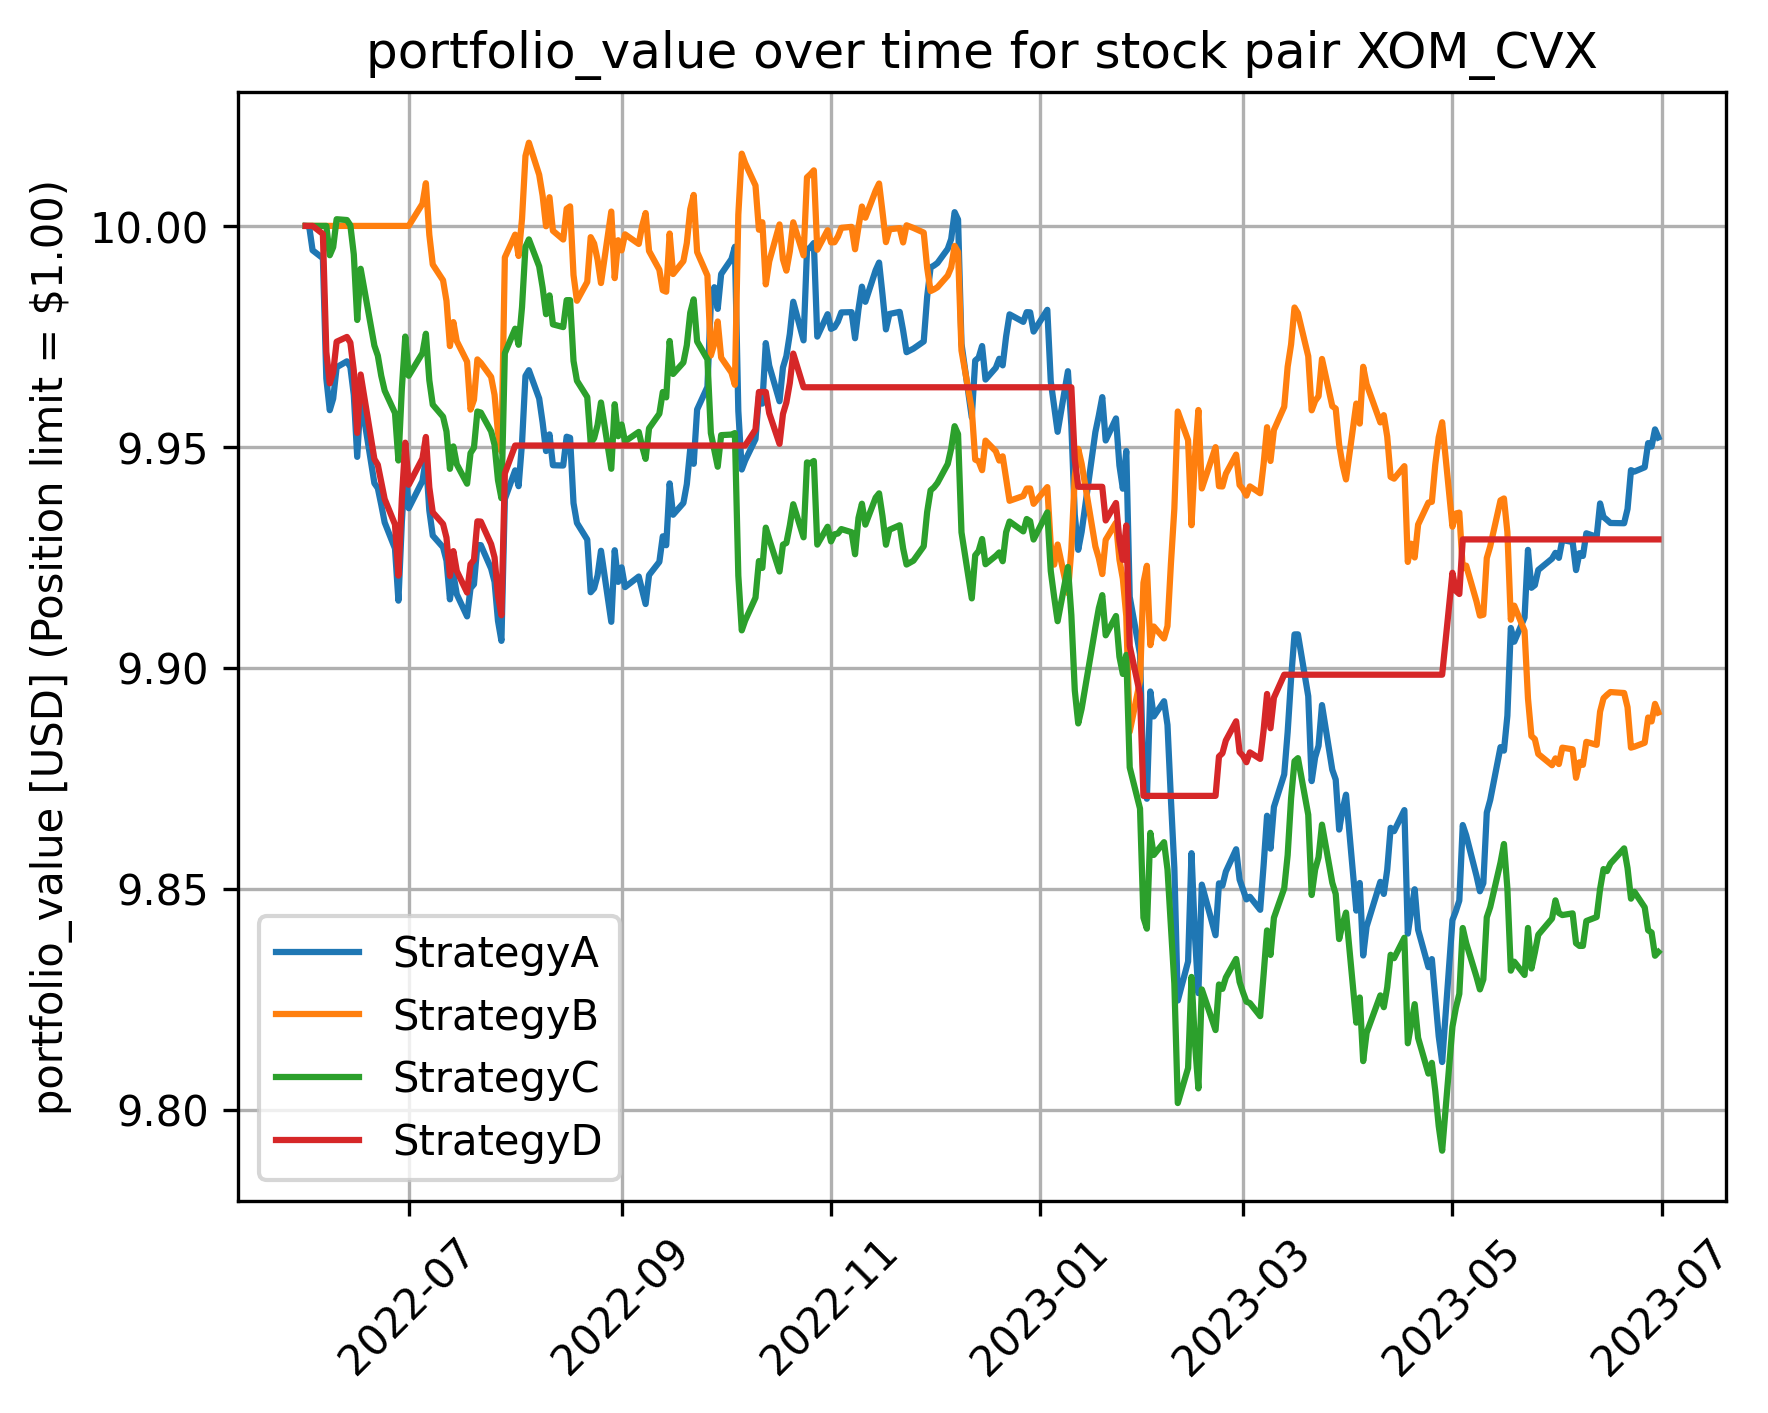 portfolio_value over time for stock pair XOM_CVX
portfolio_value [USD] (Position limit = $1.00)
10.00
9.95
9.90
9.85
9.80
StrategyA
StrategyB
StrategyC
StrategyD
2022-07
2022-09
2022-11
2023-01
2023-03
2023-05
2023-07